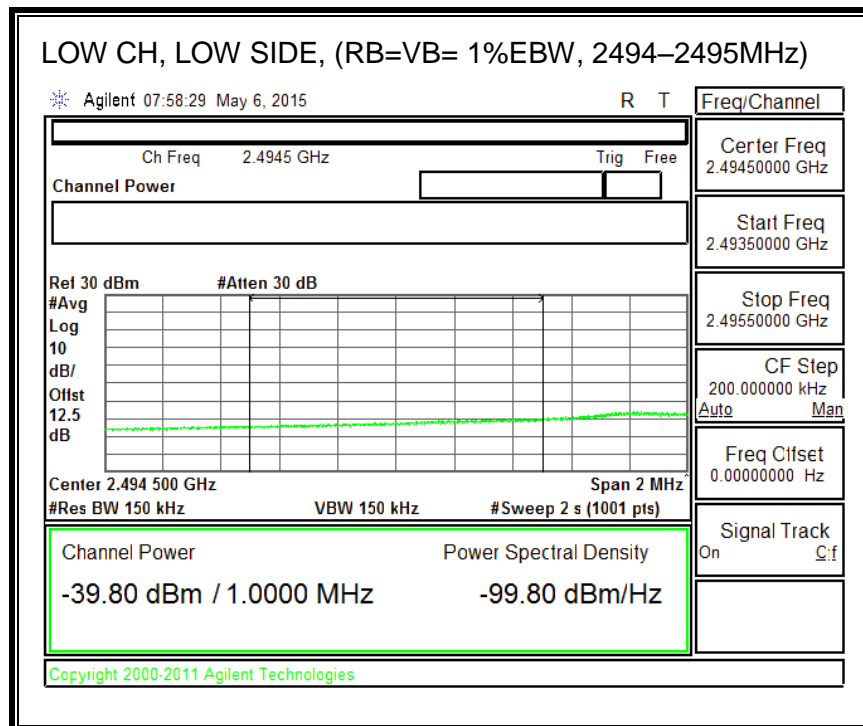 LOW CH, LOW SIDE, (RB=VB= 1%EBW, 2494–2495MHz)
Agilent 07:58:29 May 6, 2015 R T
Freq/Channel
Ch Freq 2.4945 GHz Trig Free
Channel Power
Center Freq
2.49450000 GHz
Start Freq
2.49350000 GHz
Stop Freq
2.49550000 GHz
CF Step
200.000000 kHz
Auto Man
Freq Offset
0.00000000 Hz
Signal Track
On Off
Ref 30 dBm #Atten 30 dB
#Avg
Log
10
dB/
Offst
12.5
dB
Center 2.494 500 GHz Span 2 MHz
#Res BW 150 kHz VBW 150 kHz #Sweep 2 s (1001 pts)
Channel Power Power Spectral Density
-39.80 dBm / 1.0000 MHz -99.80 dBm/Hz
Copyright 2000-2011 Agilent Technologies